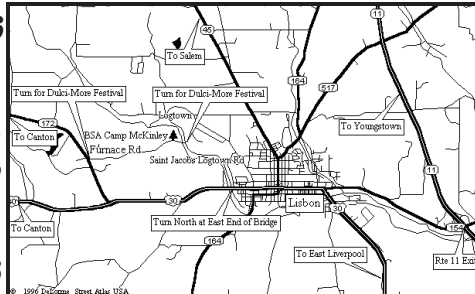 11
45
To Salem
164
517
Turn for Dulci-More Festival
Turn for Dulci-More Festival
Logtown
172
To Youngstown
To Canton
BSA Camp McKinley
Furnace Rd
Saint Jacobs Logtown Rd
11
30
Lisbon
To Canton
Turn North at East End of Bridge
30
154
164
To East Liverpool
Rte 11 Exi
© 1996 DeLorme Street Atlas USA